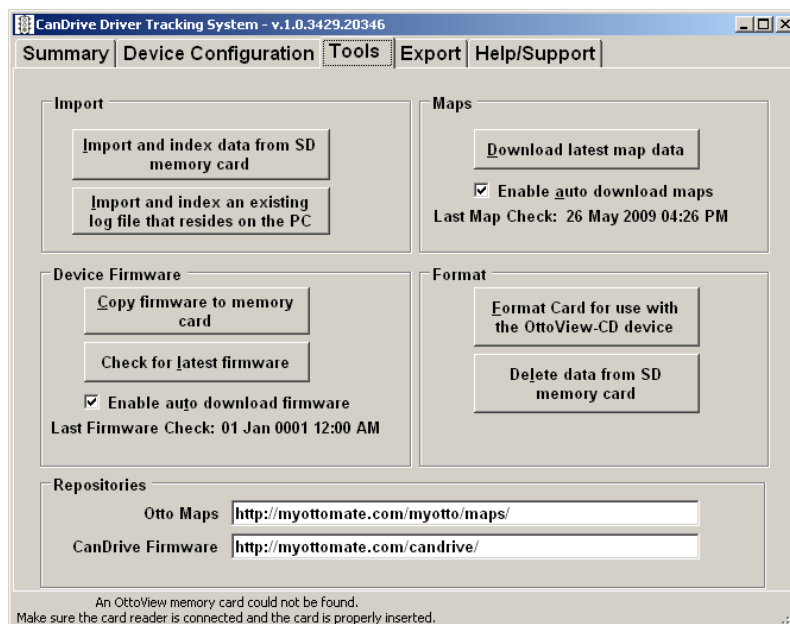 CanDrive Driver Tracking System - v.1.0.3429.20346
Summary Device Configuration Tools Export Help/Support
Import
Import and index data from SD
memory card
Import and index an existing
log file that resides on the PC
Maps
Download latest map data
Enable auto download maps
Last Map Check: 26 May 2009 04:26 PM
Device Firmware
Copy firmware to memory
card
Check for latest firmware
Enable auto download firmware
Last Firmware Check: 01 Jan 0001 12:00 AM
Format
Format Card for use with
the OttoView-CD device
Delete data from SD
memory card
Repositories
Otto Maps http://myottomate.com/myotto/maps/
CanDrive Firmware http://myottomate.com/candrive/
An OttoView memory card could not be found.
Make sure the card reader is connected and the card is properly inserted.